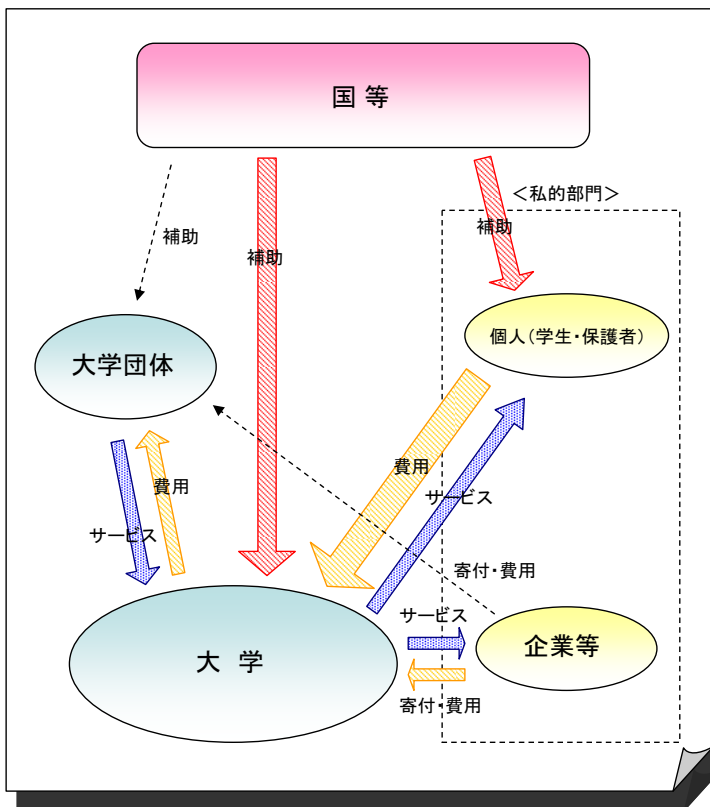 国 等
＜私的部門＞
補助
補助
補助
個人（学生・保護者）
大学団体
費用
費用
サービス
サービス
寄付・費用
サービス
大 学
企業等
寄付・費用